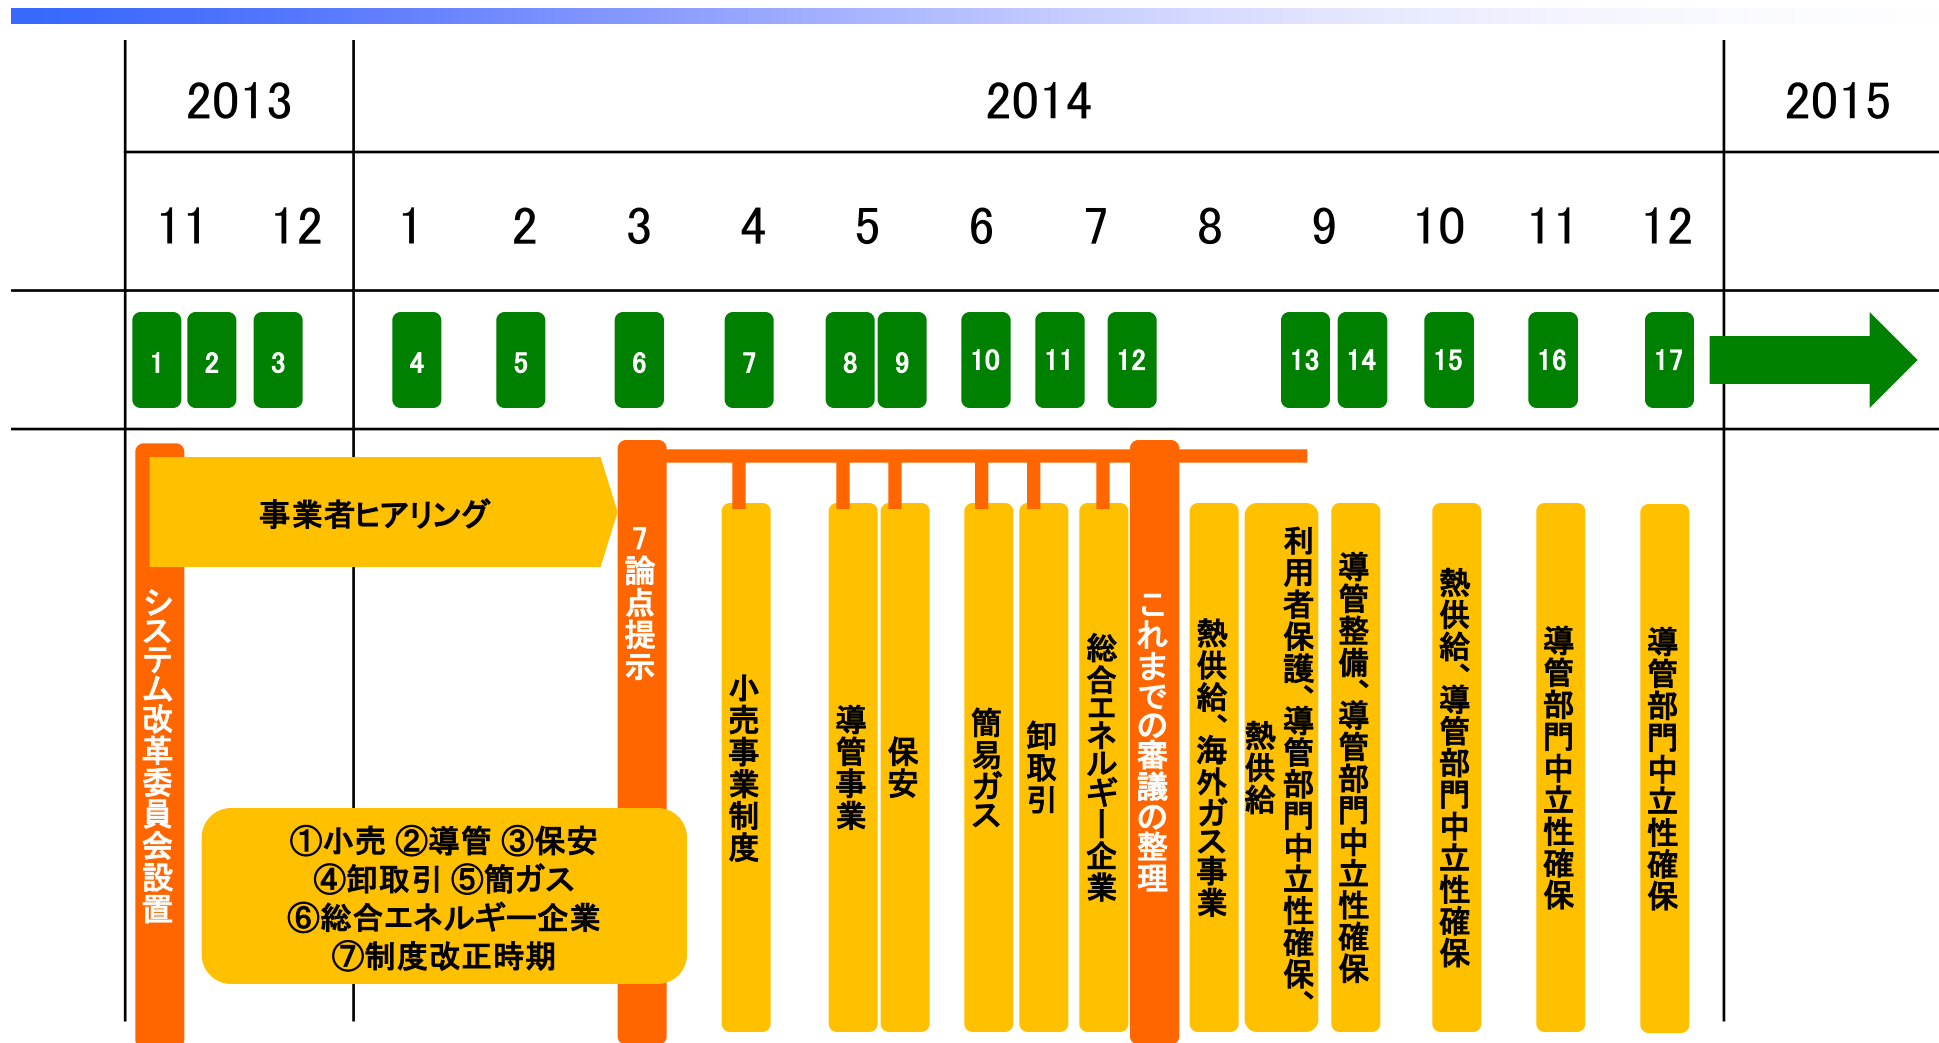 2013
2014
2015
11
12
1
2
3
4
5
6
7
8
9
10
11
12
1
2
3
4
5
6
7
8
9
10
11
12
13
14
15
16
17
事業者ヒアリング
システム改革委員会設置
7論点提示
①小売 ②導管 ③保安
④卸取引 ⑤簡ガス
⑥総合エネルギー企業
⑦制度改正時期
小売事業制度
導管事業
保安
簡易ガス
卸取引
総合エネルギー企業
これまでの審議の整理
熱供給、海外ガス事業
利用者保護、導管部門中立性確保、
熱供給
導管整備、導管部門中立性確保
熱供給、導管部門中立性確保
導管部門中立性確保
導管部門中立性確保